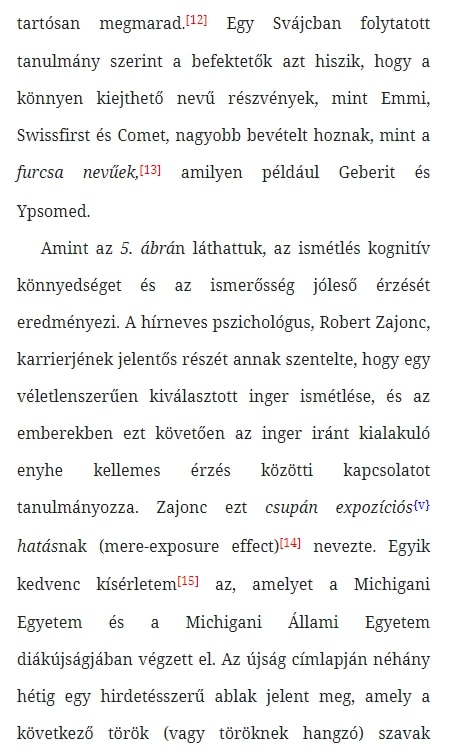 tartósan megmarad.[12] Egy Svájcban folytatott
tanulmány szerint a befektetők azt hiszik, hogy a
könnyen kiejthető nevű részvények, mint Emmi,
Swissfirst és Comet, nagyobb bevételt hoznak, mint a
furcsa nevűek,[13] amilyen például Geberit és
Ypsomed.
Amint az 5. ábrán láthattuk, az ismétlés kognitív
könnyedséget és az ismerősség jóleső érzését
eredményezi. A hírneves pszichológus, Robert Zajonc,
karrierjének jelentős részét annak szentelte, hogy egy
véletlenszerűen kiválasztott inger ismétlése, és az
emberekben ezt követően az inger iránt kialakuló
enyhe kellemes érzés közötti kapcsolatot
tanulmányozza. Zajonc ezt csupán expozíciós{v}
hatásnak (mere-exposure effect)[14] nevezte. Egyik
kedvenc kísérletem[15] az, amelyet a Michigani
Egyetem és a Michigani Állami Egyetem
diákújságjában végzett el. Az újság címlapján néhány
hétig egy hirdetésszerű ablak jelent meg, amely a
következő török (vagy töröknek hangzó) szavak